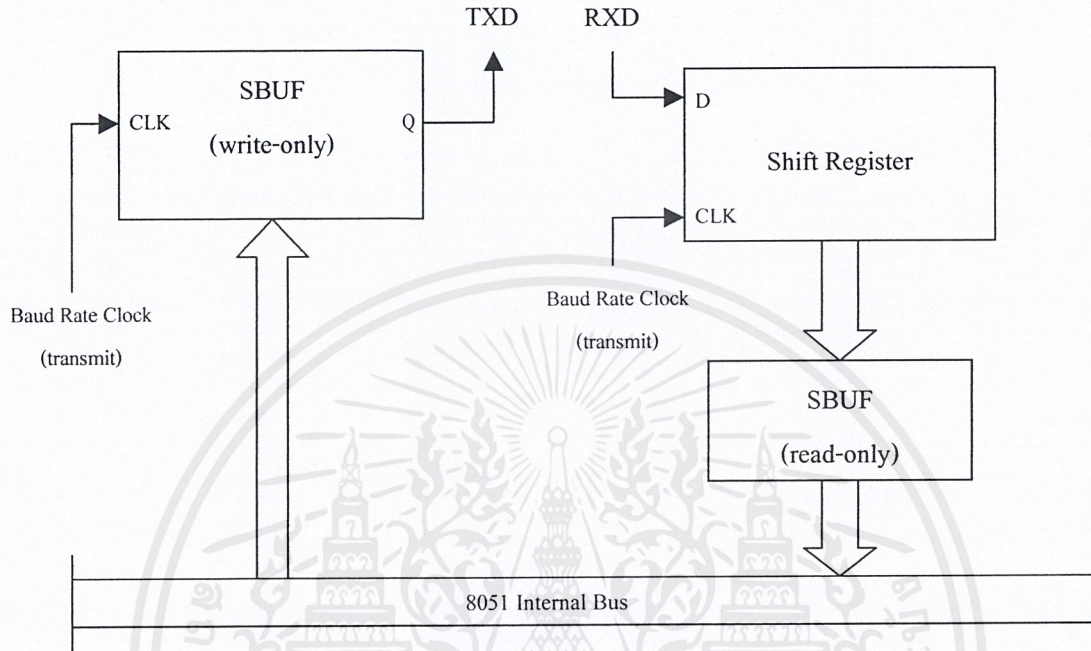 TXD
RXD
SBUF
(write-only)
CLK
Q
D
Shift Register
CLK
Baud Rate Clock
(transmit)
Baud Rate Clock
(transmit)
SBUF
(read-only)
8051 Internal Bus